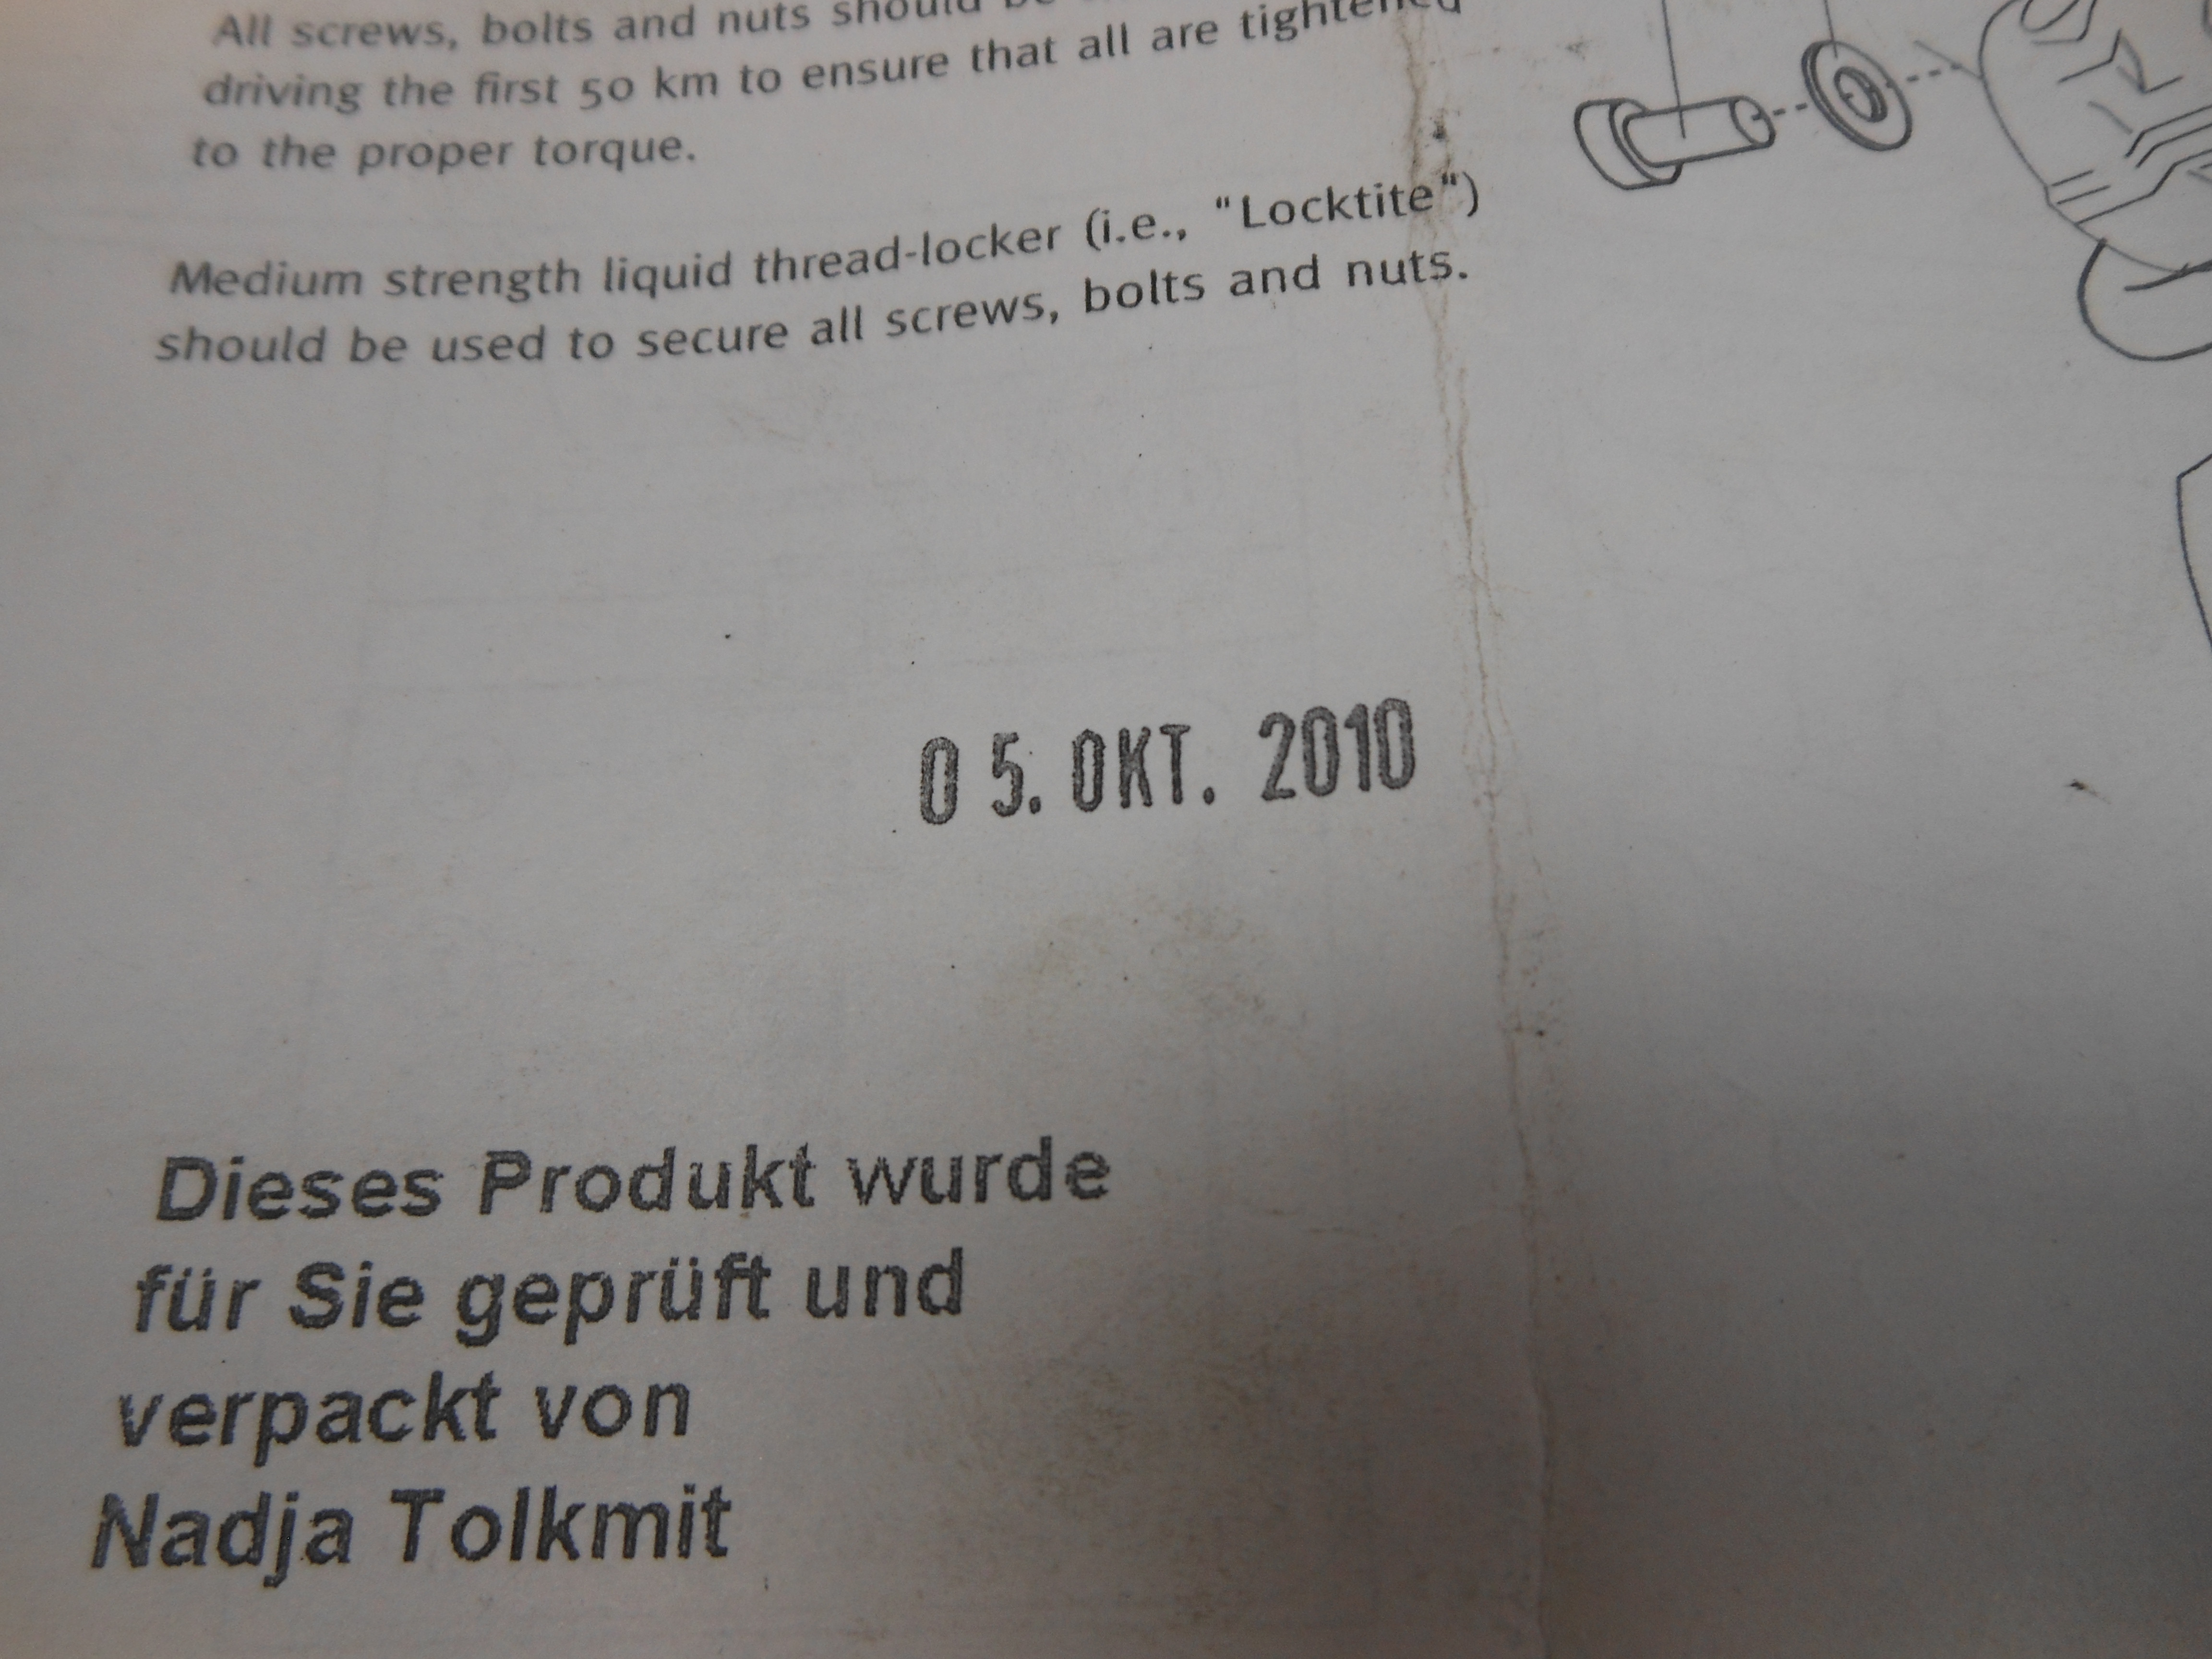 All screws, bolts and nuts should
driving the first 50 km to ensure that all are tightened
to the proper torque.
Medium strength liquid thread-locker (i.e., "Locktite")
should be used to secure all screws, bolts and nuts.
0 5. OKT. 2010
Dieses Produkt wurde
für Sie geprüft und
verpackt von
Nadja Tolkmit